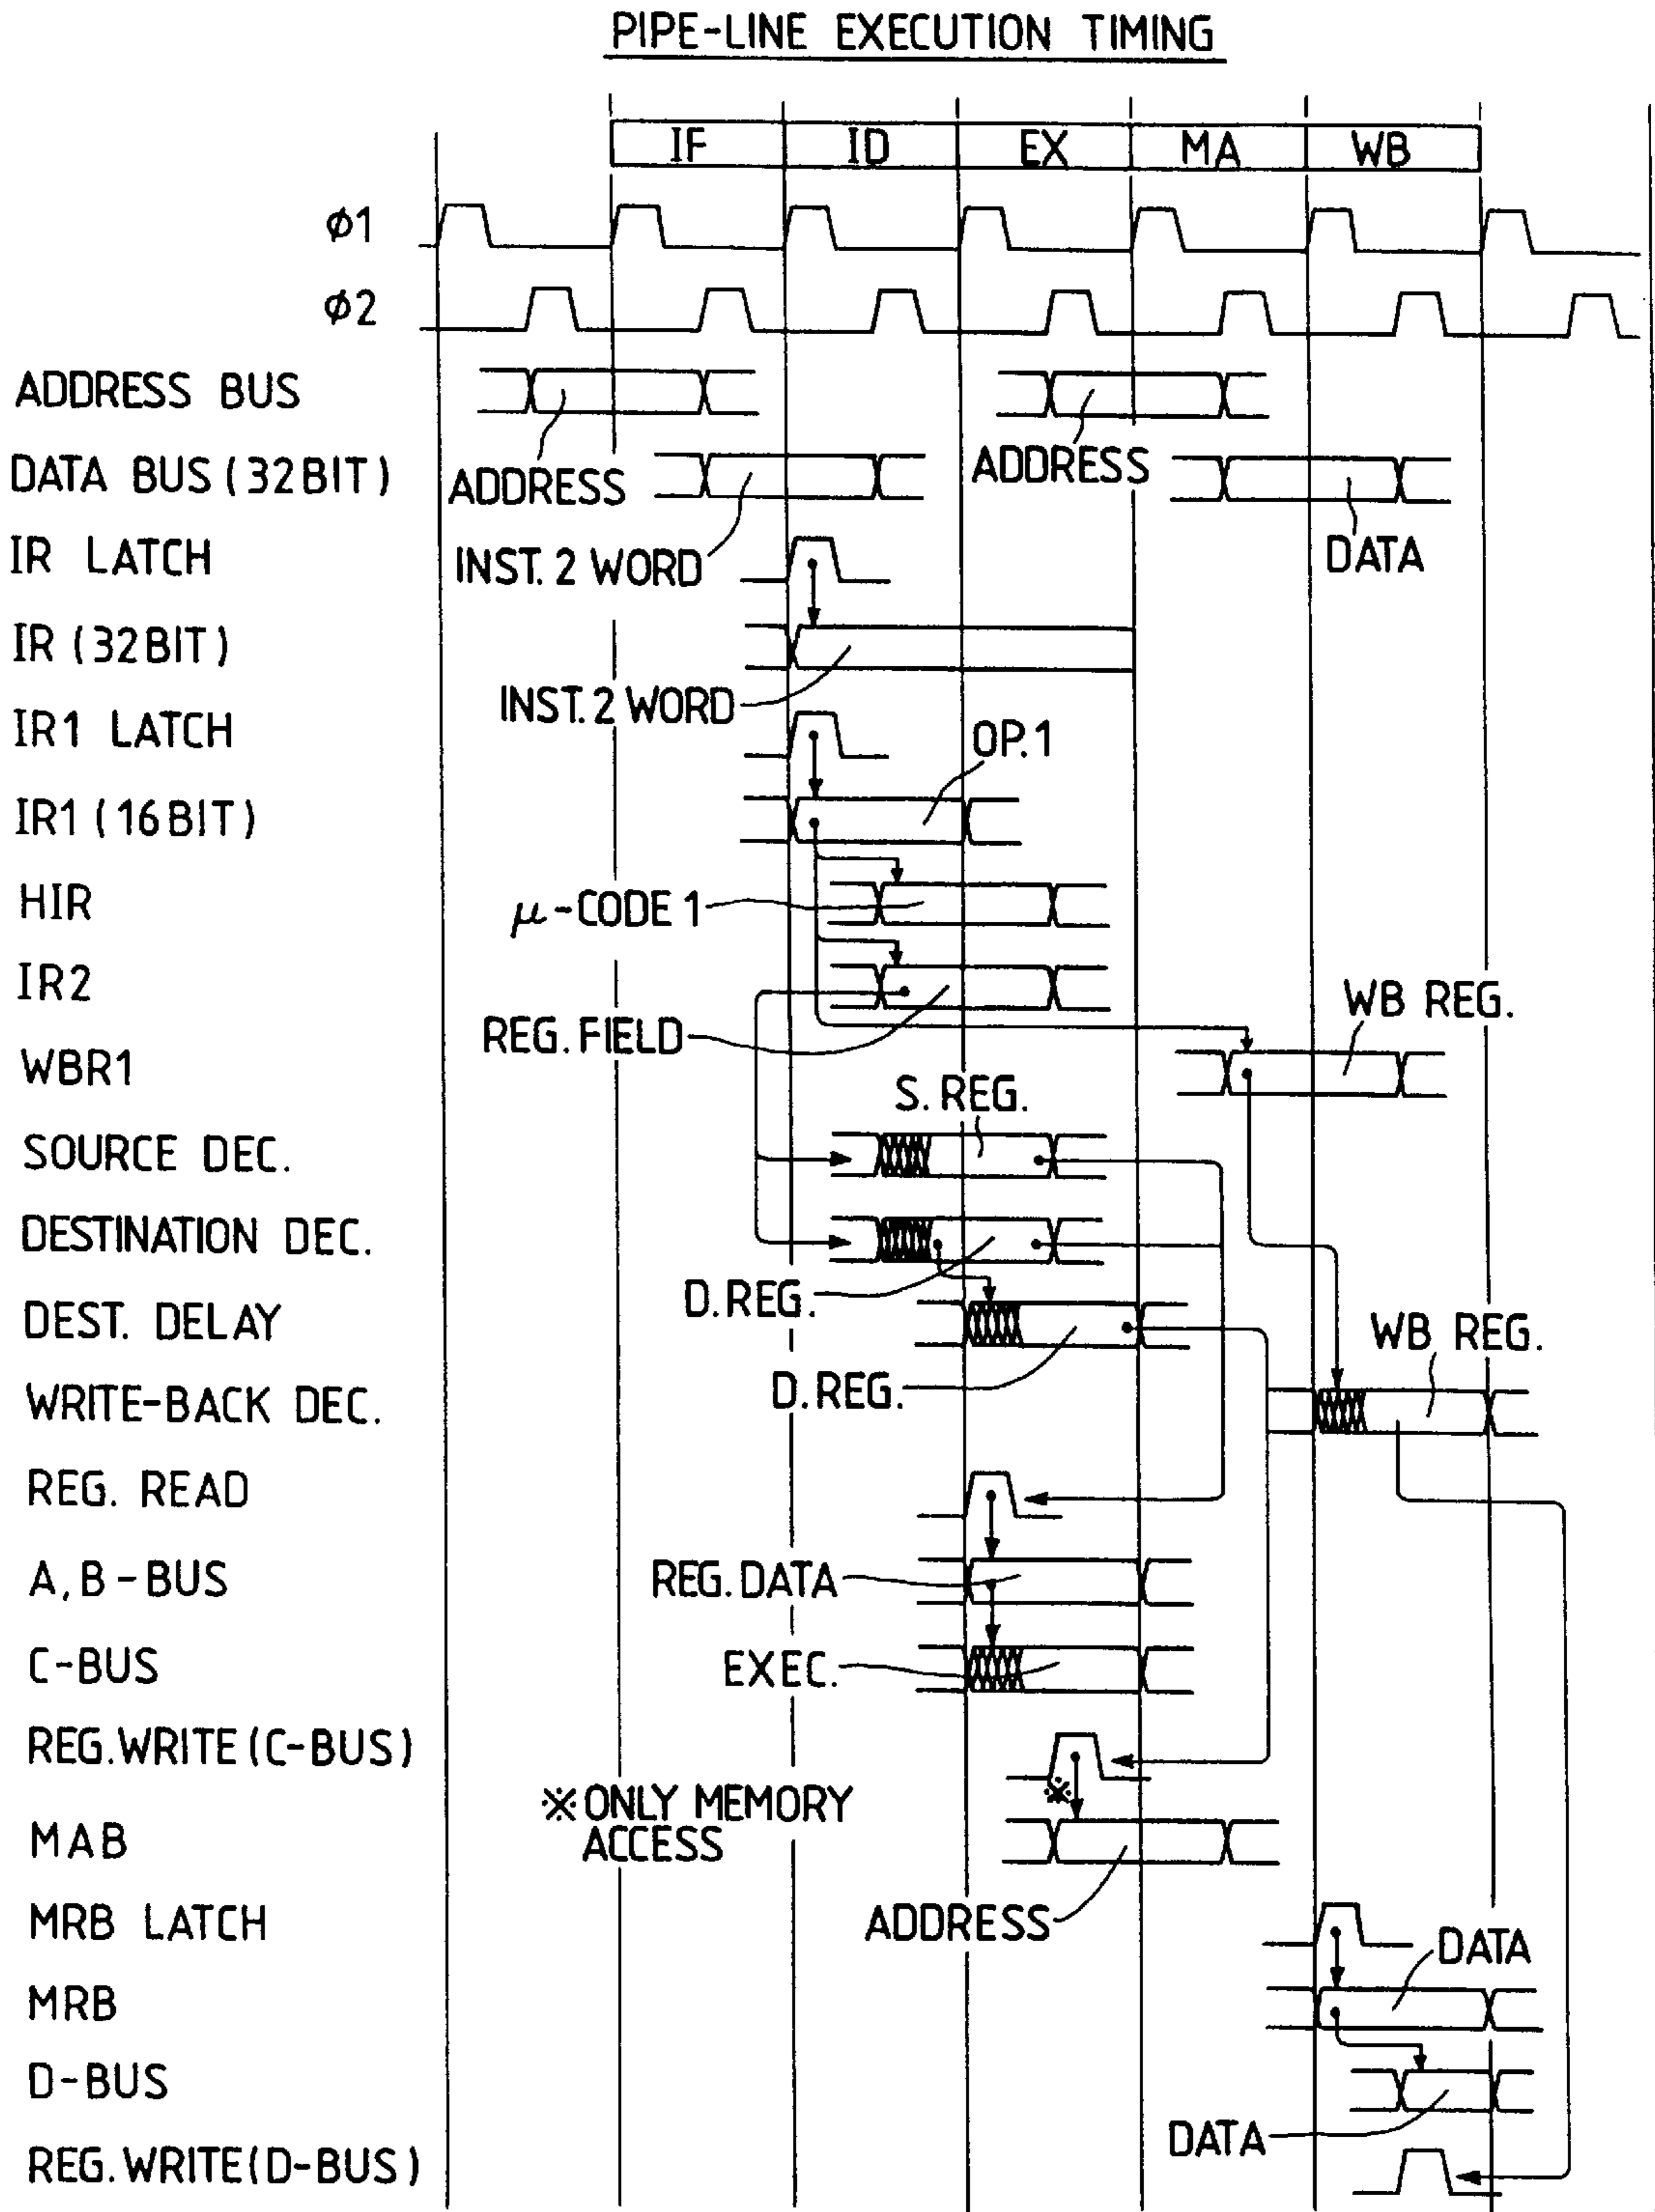 PIPE-LINE EXECUTION TIMING
IF ID EX MA WB
φ1
φ2
ADDRESS BUS
ADDRESS
ADDRESS
DATA BUS (32BIT)
INST. 2 WORD
DATA
IR LATCH
IR (32BIT)
INST. 2 WORD
IR1 LATCH
OP.1
IR1 (16BIT)
HIR
μ-CODE 1
IR2
REG. FIELD
WB REG.
WBR1
S. REG.
SOURCE DEC.
DESTINATION DEC.
D.REG.
DEST. DELAY
D.REG.
WB REG.
WRITE-BACK DEC.
REG. READ
A, B-BUS
REG. DATA
C-BUS
EXEC.
REG. WRITE (C-BUS)
※
※ONLY MEMORY
ACCESS
MAB
ADDRESS
MRB LATCH
DATA
MRB
D-BUS
DATA
REG. WRITE (D-BUS)